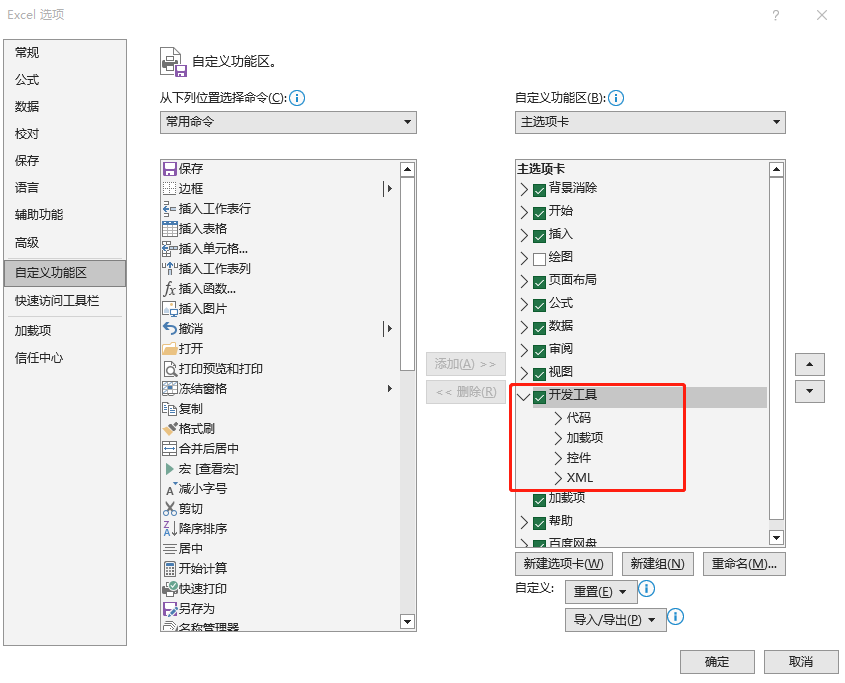 Excel 选项
常规
公式
数据
校对
保存
语言
辅助功能
高级
自定义功能区
快速访问工具栏
加载项
信任中心
自定义功能区。
从下列位置选择命令(C):
常用命令
保存
边框
插入工作表行
插入表格
插入单元格...
插入工作表列
插入函数...
插入图片
撤消
打开
打印预览和打印
冻结窗格
复制
格式刷
合并后居中
宏 [查看宏]
减小字号
剪切
降序排序
居中
开始计算
快速打印
另存为
名称管理器
添加(A) >>
<< 删除(R)
自定义功能区(B):
主选项卡
主选项卡
背景消除
开始
插入
绘图
页面布局
公式
数据
审阅
视图
开发工具
代码
加载项
控件
XML
加载项
帮助
百度网盘
新建选项卡(W)
新建组(N)
重命名(M)...
自定义:
重置(E)
导入/导出(P)
确定
取消